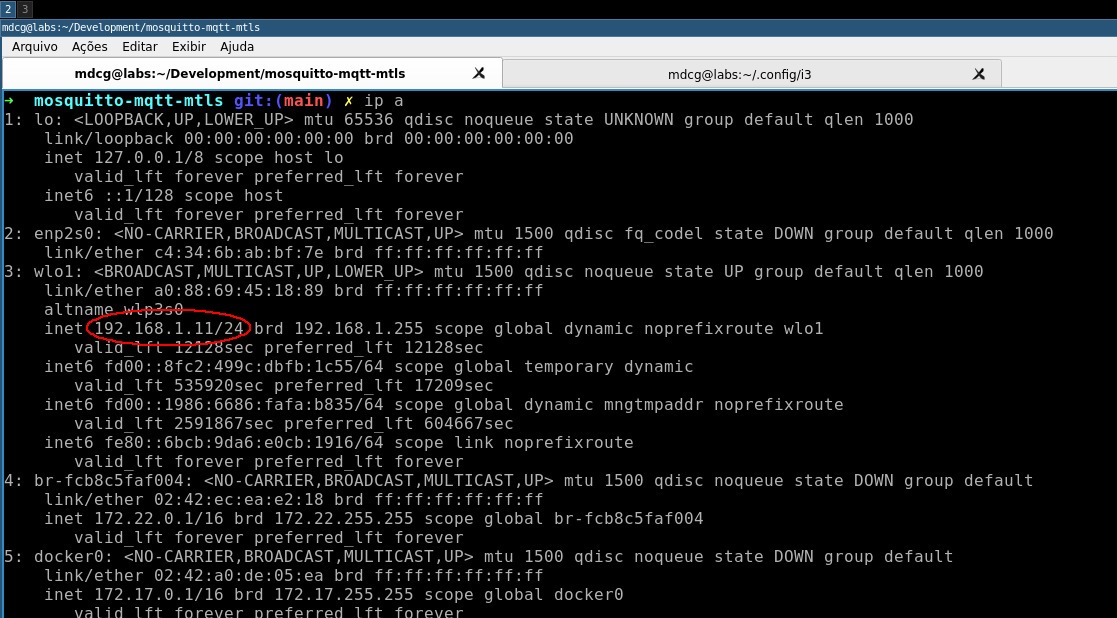 2 3
mdcg@labs:~/Development/mosquitto-mqtt-mtls
Arquivo Ações Editar Exibir Ajuda
mdcg@labs:~/Development/mosquitto-mqtt-mtls mdcg@labs:~/.config/i3
➜ mosquitto-mqtt-mtls git:(main) ✗ ip a
1: lo: <LOOPBACK,UP,LOWER_UP> mtu 65536 qdisc noqueue state UNKNOWN group default qlen 1000
link/loopback 00:00:00:00:00:00 brd 00:00:00:00:00:00
inet 127.0.0.1/8 scope host lo
valid_lft forever preferred_lft forever
inet6 ::1/128 scope host
valid_lft forever preferred_lft forever
2: enp2s0: <NO-CARRIER,BROADCAST,MULTICAST,UP> mtu 1500 qdisc fq_codel state DOWN group default qlen 1000
link/ether c4:34:6b:ab:bf:7e brd ff:ff:ff:ff:ff:ff
3: wlo1: <BROADCAST,MULTICAST,UP,LOWER_UP> mtu 1500 qdisc noqueue state UP group default qlen 1000
link/ether a0:88:69:45:18:89 brd ff:ff:ff:ff:ff:ff
altname wlp3s0
inet 192.168.1.11/24 brd 192.168.1.255 scope global dynamic noprefixroute wlo1
valid_lft 12128sec preferred_lft 12128sec
inet6 fd00::8fc2:499c:dbfb:1c55/64 scope global temporary dynamic
valid_lft 535920sec preferred_lft 17209sec
inet6 fd00::1986:6686:fafa:b835/64 scope global dynamic mngtmpaddr noprefixroute
valid_lft 2591867sec preferred_lft 604667sec
inet6 fe80::6bcb:9da6:e0cb:1916/64 scope link noprefixroute
valid_lft forever preferred_lft forever
4: br-fcb8c5faf004: <NO-CARRIER,BROADCAST,MULTICAST,UP> mtu 1500 qdisc noqueue state DOWN group default
link/ether 02:42:ec:ea:e2:18 brd ff:ff:ff:ff:ff:ff
inet 172.22.0.1/16 brd 172.22.255.255 scope global br-fcb8c5faf004
valid_lft forever preferred_lft forever
5: docker0: <NO-CARRIER,BROADCAST,MULTICAST,UP> mtu 1500 qdisc noqueue state DOWN group default
link/ether 02:42:a0:de:05:ea brd ff:ff:ff:ff:ff:ff
inet 172.17.0.1/16 brd 172.17.255.255 scope global docker0
valid_lft forever preferred_lft forever